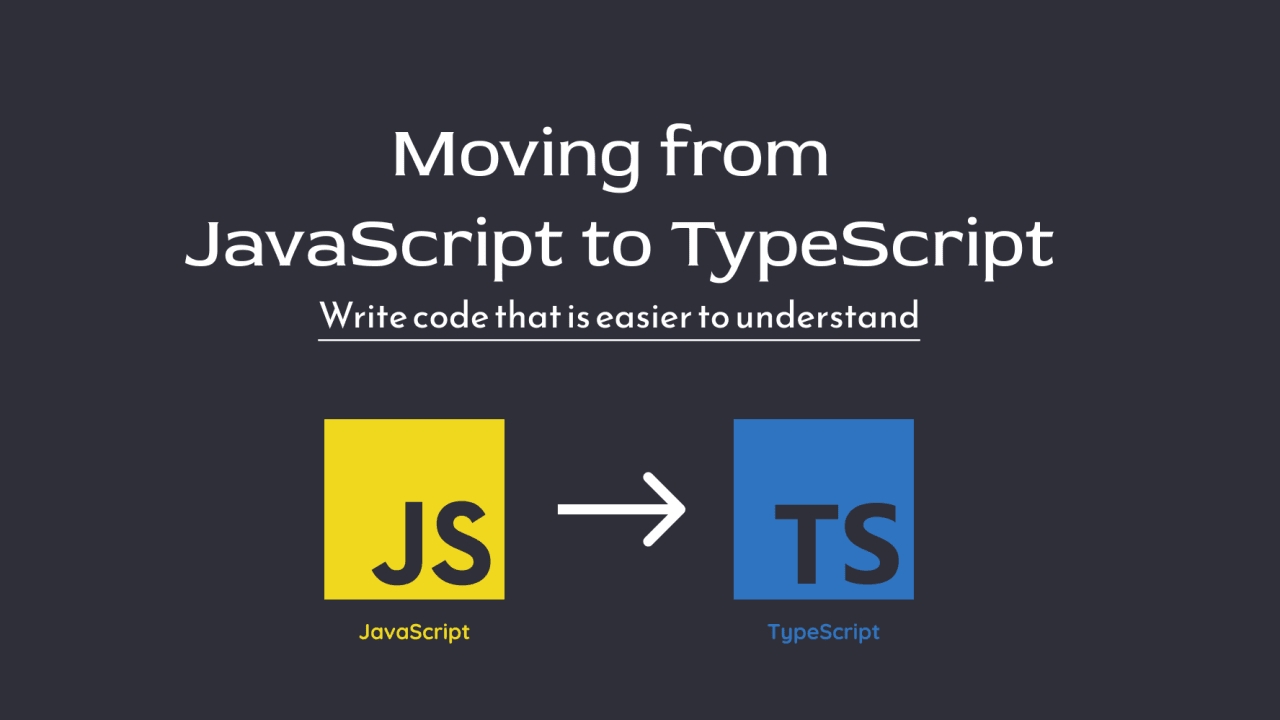 Moving from
JavaScript to TypeScript
Write code that is easier to understand
JS
TS
JavaScript
TypeScript